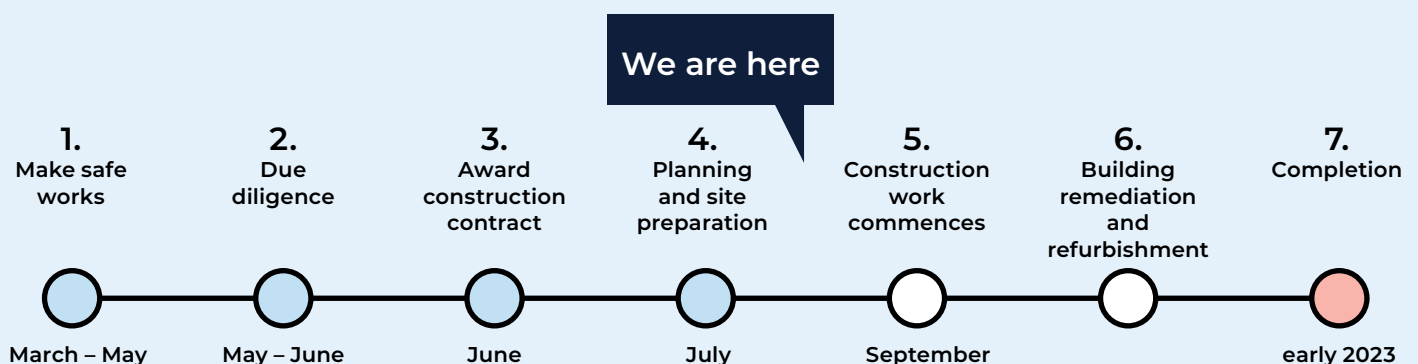 We are here
1.
Make safe
works
2.
Due
diligence
3.
Award
construction
contract
4.
Planning
and site
preparation
5.
Construction
work
commences
6.
Building
remediation
and
refurbishment
7.
Completion
March – May
May – June
June
July
September
early 2023